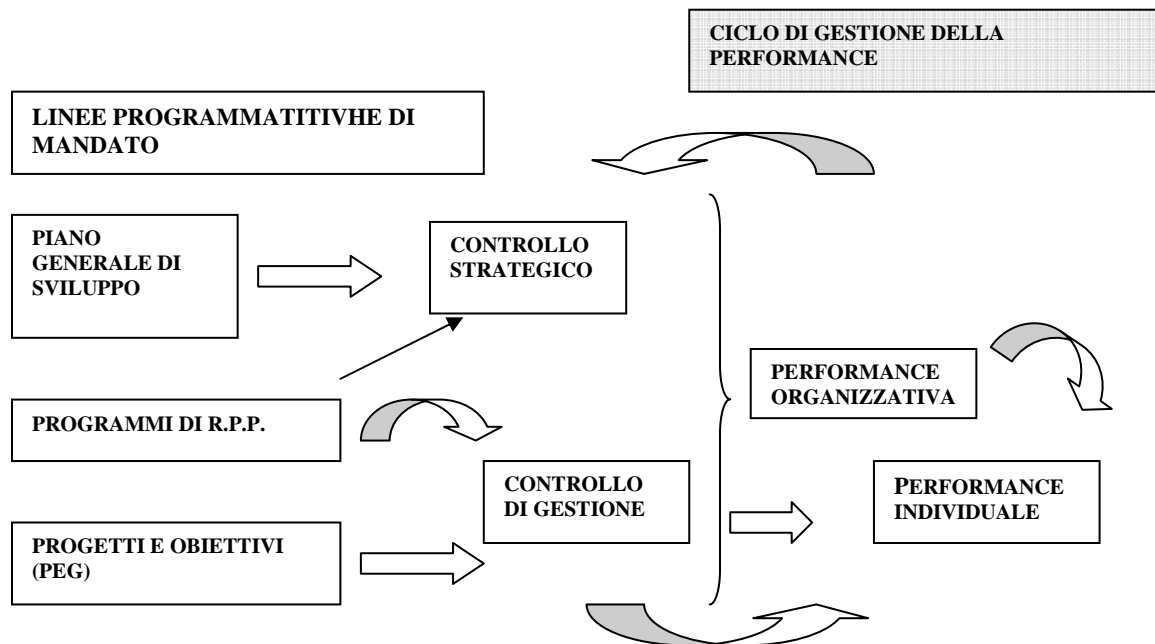 CICLO DI GESTIONE DELLA
PERFORMANCE
LINEE PROGRAMMATITIVHE DI
MANDATO
PIANO
GENERALE DI
SVILUPPO
CONTROLLO
STRATEGICO
PERFORMANCE
ORGANIZZATIVA
PROGRAMMI DI R.P.P.
CONTROLLO
DI GESTIONE
PERFORMANCE
INDIVIDUALE
PROGETTI E OBIETTIVI
(PEG)